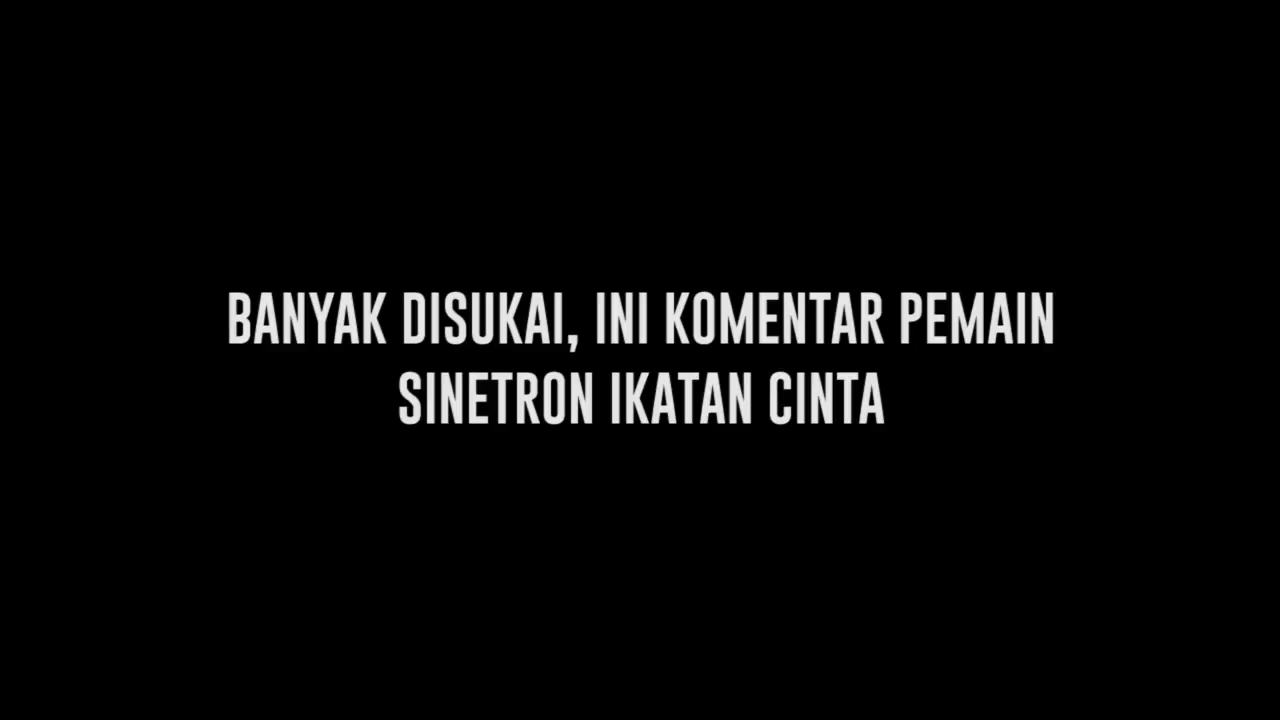 BANYAK DISUKAI, INI KOMENTAR PEMAIN
SINETRON IKATAN CINTA